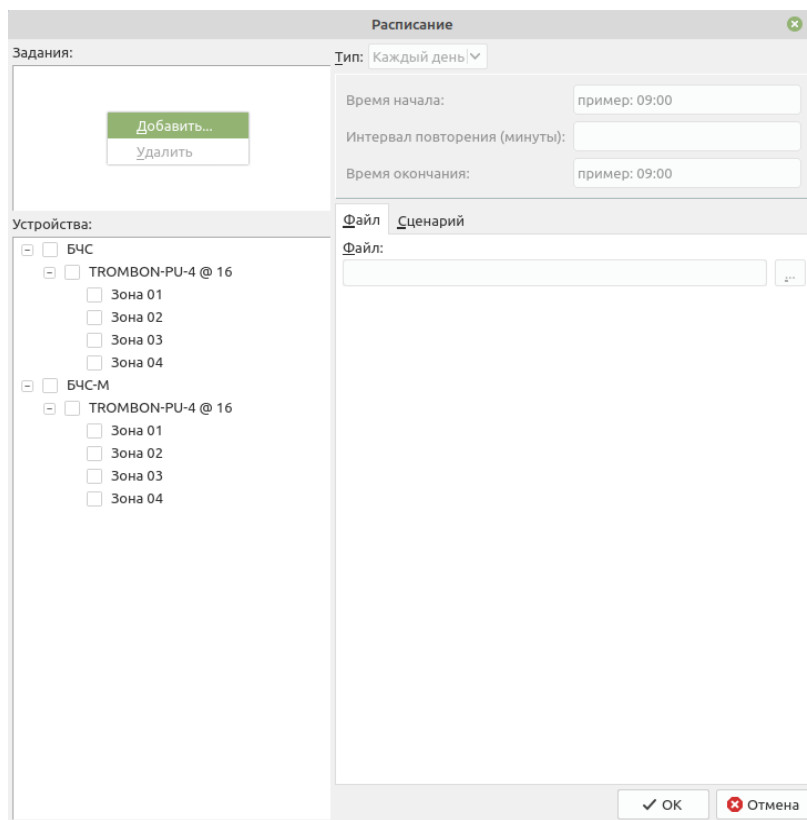 Расписание
Задания:
Добавить...
Удалить
Тип: Каждый день
Время начала: пример: 09:00
Интервал повторения (минуты):
Время окончания: пример: 09:00
Устройства:
БЧС
TROMBON-PU-4 @ 16
Зона 01
Зона 02
Зона 03
Зона 04
БЧС-М
TROMBON-PU-4 @ 16
Зона 01
Зона 02
Зона 03
Зона 04
Файл Сценарий
Файл:
...
ОК Отмена